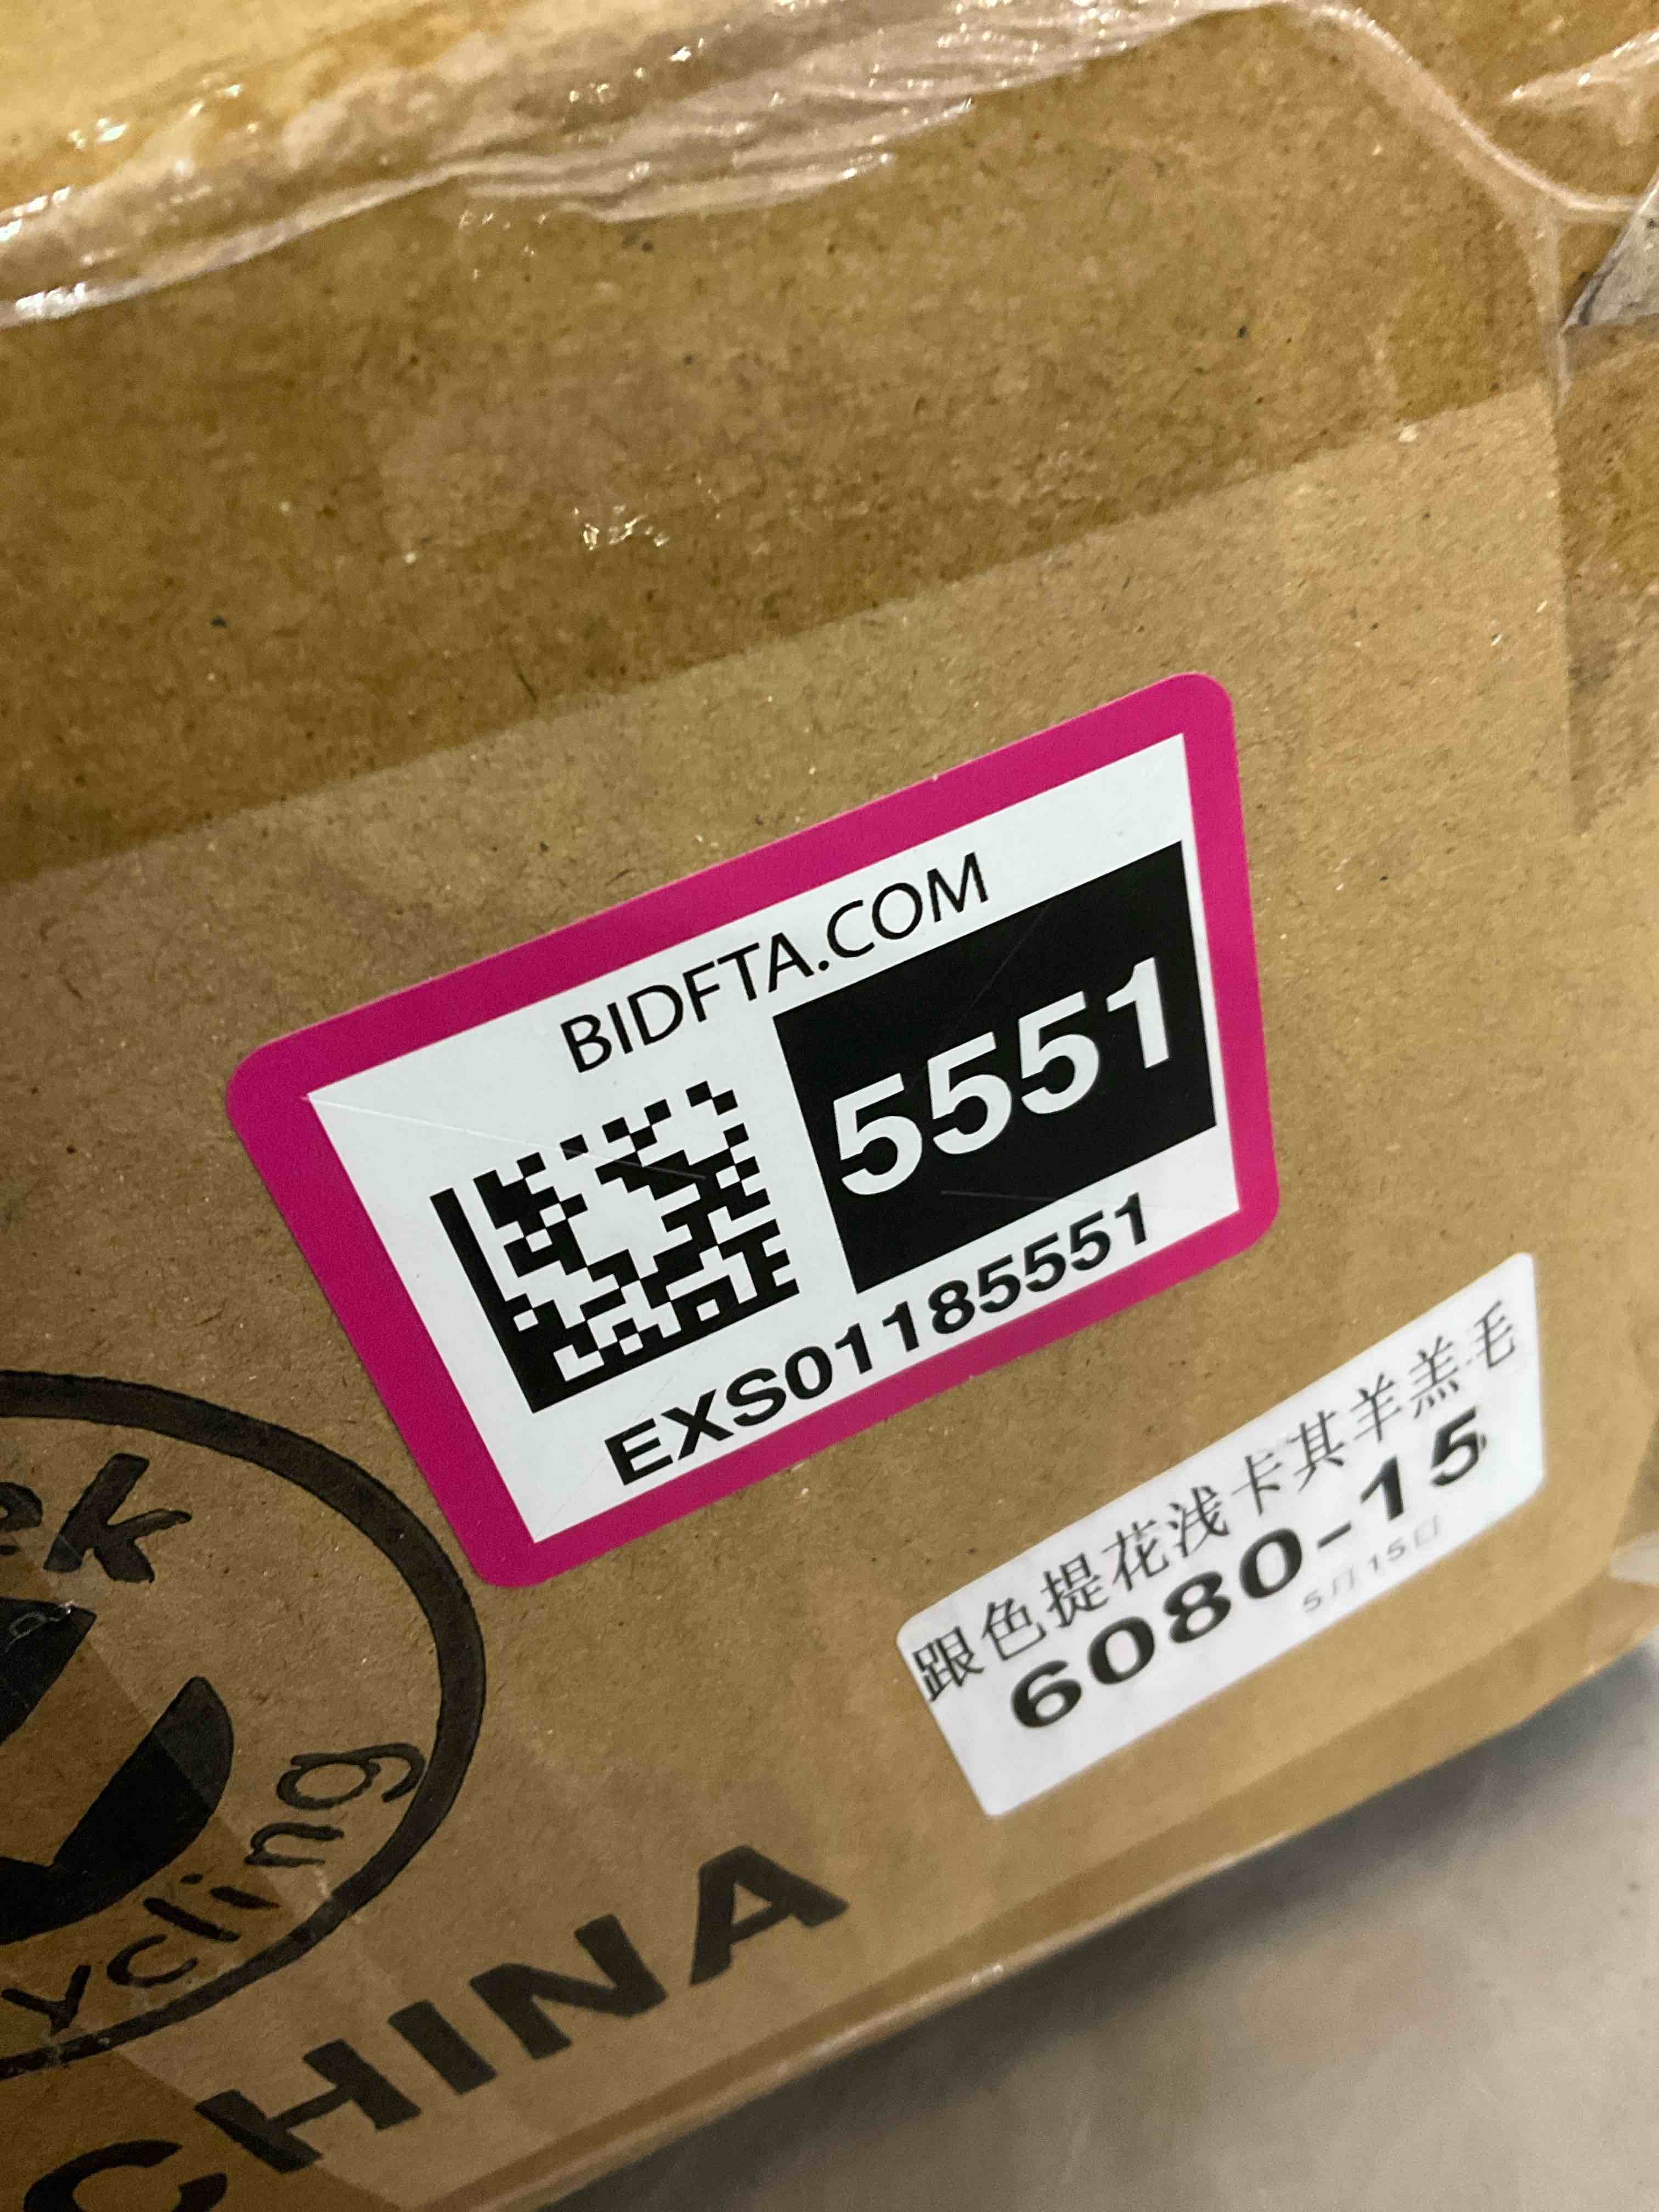 BIDFTA.COM
5551
EXS01185551
跟色提花浅卡其羊羔毛
6080-15
5月15日
ek
ycling
CHINA